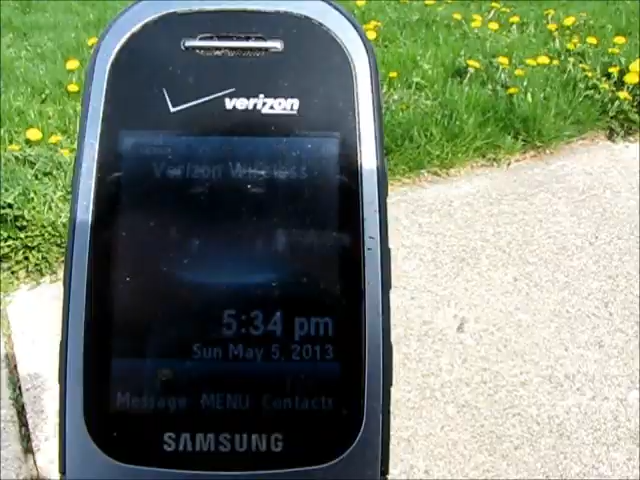 verizon
Verizon Wireless
5:34 pm
Sun May 5, 2013
Message MENU Contacts
SAMSUNG